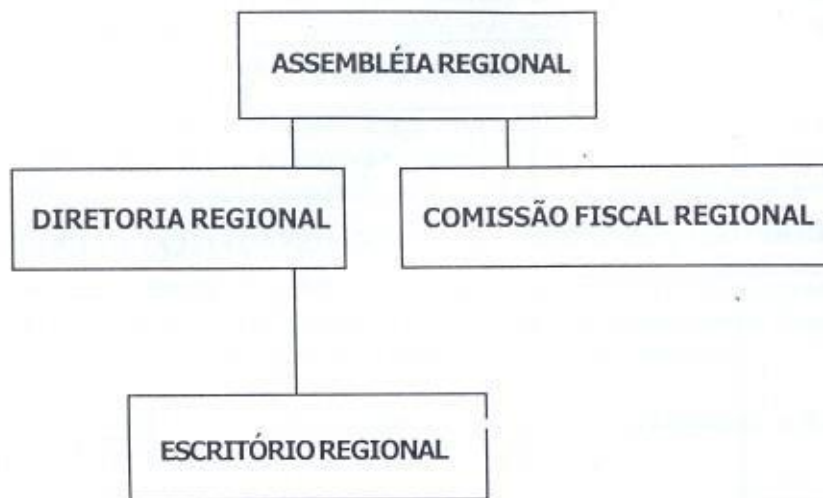 ASSEMBLÉIA REGIONAL
DIRETORIA REGIONAL
COMISSÃO FISCAL REGIONAL
ESCRITÓRIO REGIONAL